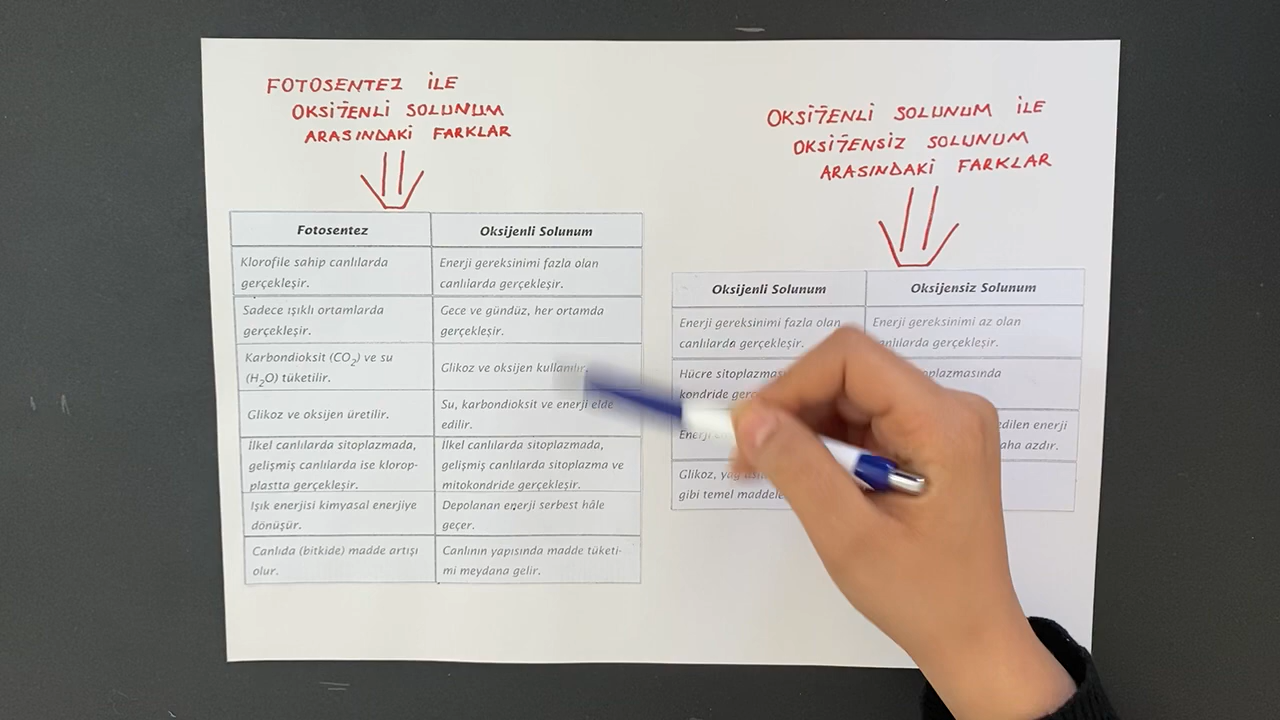 FOTOSENTEZ İLE
OKSİJENLİ SOLUNUM
ARASINDAKİ FARKLAR
Fotosentez
Oksijenli Solunum
Klorofile sahip canlılarda
gerçekleşir.
Enerji gereksinimi fazla olan
canlılarda gerçekleşir.
Sadece ışıklı ortamlarda
gerçekleşir.
Gece ve gündüz, her ortamda
gerçekleşir.
Karbondioksit (CO2) ve su
(H2O) tüketilir.
Glikoz ve oksijen kullanılır.
Glikoz ve oksijen üretilir.
Su, karbondioksit ve enerji elde
edilir.
İlkel canlılarda sitoplazmada,
gelişmiş canlılarda ise klorop-
plastta gerçekleşir.
İlkel canlılarda sitoplazmada,
gelişmiş canlılarda sitoplazma ve
mitokondride gerçekleşir.
Işık enerjisi kimyasal enerjiye
dönüşür.
Depolanan enerji serbest hâle
geçer.
Canlıda (bitkide) madde artışı
olur.
Canlının yapısında madde tüketi-
mi meydana gelir.
OKSİJENLİ SOLUNUM İLE
OKSİJENSİZ SOLUNUM
ARASINDAKİ FARKLAR
Oksijenli Solunum
Oksijensiz Solunum
Enerji gereksinimi fazla olan
canlılarda gerçekleşir.
Enerji gereksinimi az olan
canlılarda gerçekleşir.
Hücre
kondride
Enerji
edilen enerji
daha azdır.
Glikoz, yağ
gibi temel